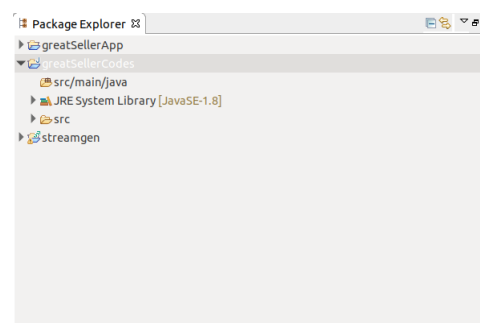 Package Explorer
greatSellerApp
greatSellerCodes
src/main/java
JRE System Library [JavaSE-1.8]
src
streamgen